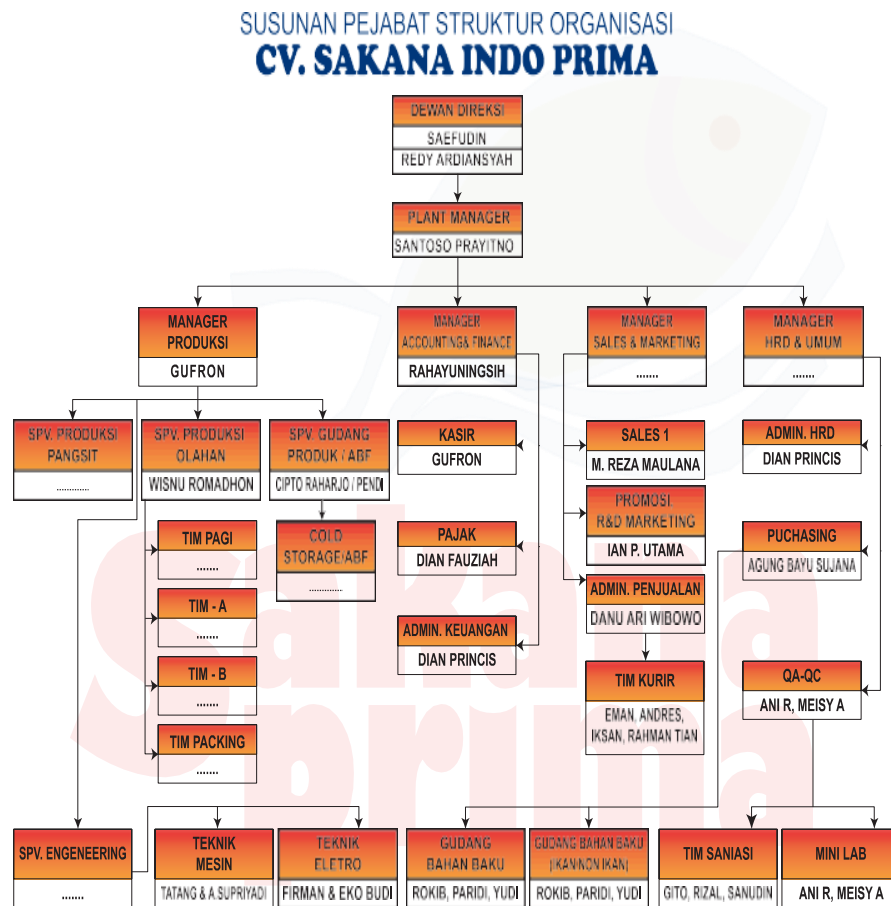 SUSUNAN PEJABAT STRUKTUR ORGANISASI
CV. SAKANA INDO PRIMA
DEWAN DIREKSI
SAEFUDIN
REDY ARDIANSYAH
PLANT MANAGER
SANTOSO PRAYITNO
MANAGER
PRODUKSI
GUFRON
MANAGER
ACCOUNTING& FINANCE
RAHAYUNINGSIH
MANAGER
SALES & MARKETING
.......
MANAGER
HRD & UMUM
.......
SPV. PRODUKSI
PANGSIT
.............
SPV. PRODUKSI
OLAHAN
WISNU ROMADHON
SPV. GUDANG
PRODUK / ABF
CIPTO RAHARJO / PENDI
KASIR
GUFRON
SALES 1
M. REZA MAULANA
ADMIN. HRD
DIAN PRINCIS
TIM PAGI
.......
COLD
STORAGE/ABF
.............
PAJAK
DIAN FAUZIAH
PROMOSI
R&D MARKETING
IAN P. UTAMA
PUCHASING
AGUNG BAYU SUJANA
TIM - A
.......
ADMIN. KEUANGAN
DIAN PRINCIS
ADMIN. PENJUALAN
DANU ARI WIBOWO
TIM - B
.......
TIM KURIR
EMAN, ANDRES,
IKSAN, RAHMAN TIAN
QA-QC
ANI R, MEISY A
TIM PACKING
.......
SPV. ENGENEERING
.......
TEKNIK
MESIN
TATANG & A.SUPRIYADI
TEKNIK
ELETRO
FIRMAN & EKO BUDI
GUDANG
BAHAN BAKU
ROKIB, PARIDI, YUDI
GUDANG BAHAN BAKU
(IKAN/NON IKAN)
ROKIB, PARIDI, YUDI
TIM SANIASI
GITO, RIZAL, SANUDIN
MINI LAB
ANI R, MEISY A
Sakana
prima